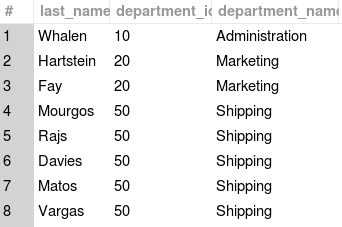 # last_name department_id department_name
1 Whalen 10 Administration
2 Hartstein 20 Marketing
3 Fay 20 Marketing
4 Mourgos 50 Shipping
5 Rajs 50 Shipping
6 Davies 50 Shipping
7 Matos 50 Shipping
8 Vargas 50 Shipping